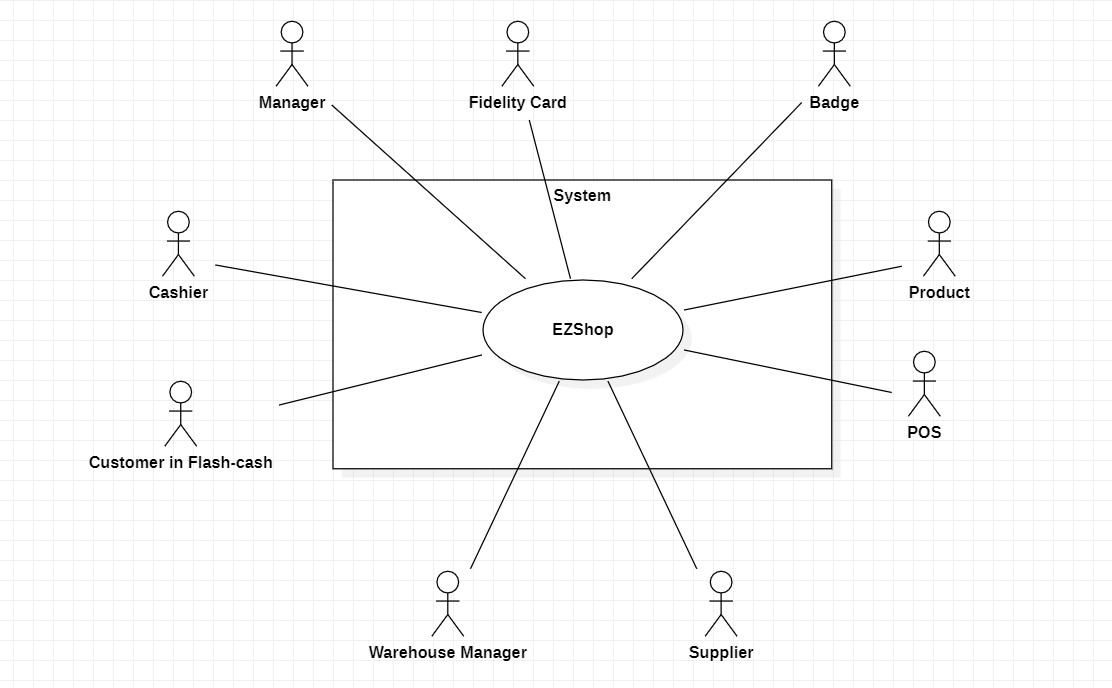 Manager
Fidelity Card
Badge
System
Cashier
Product
EZShop
Customer in Flash-cash
POS
Warehouse Manager
Supplier